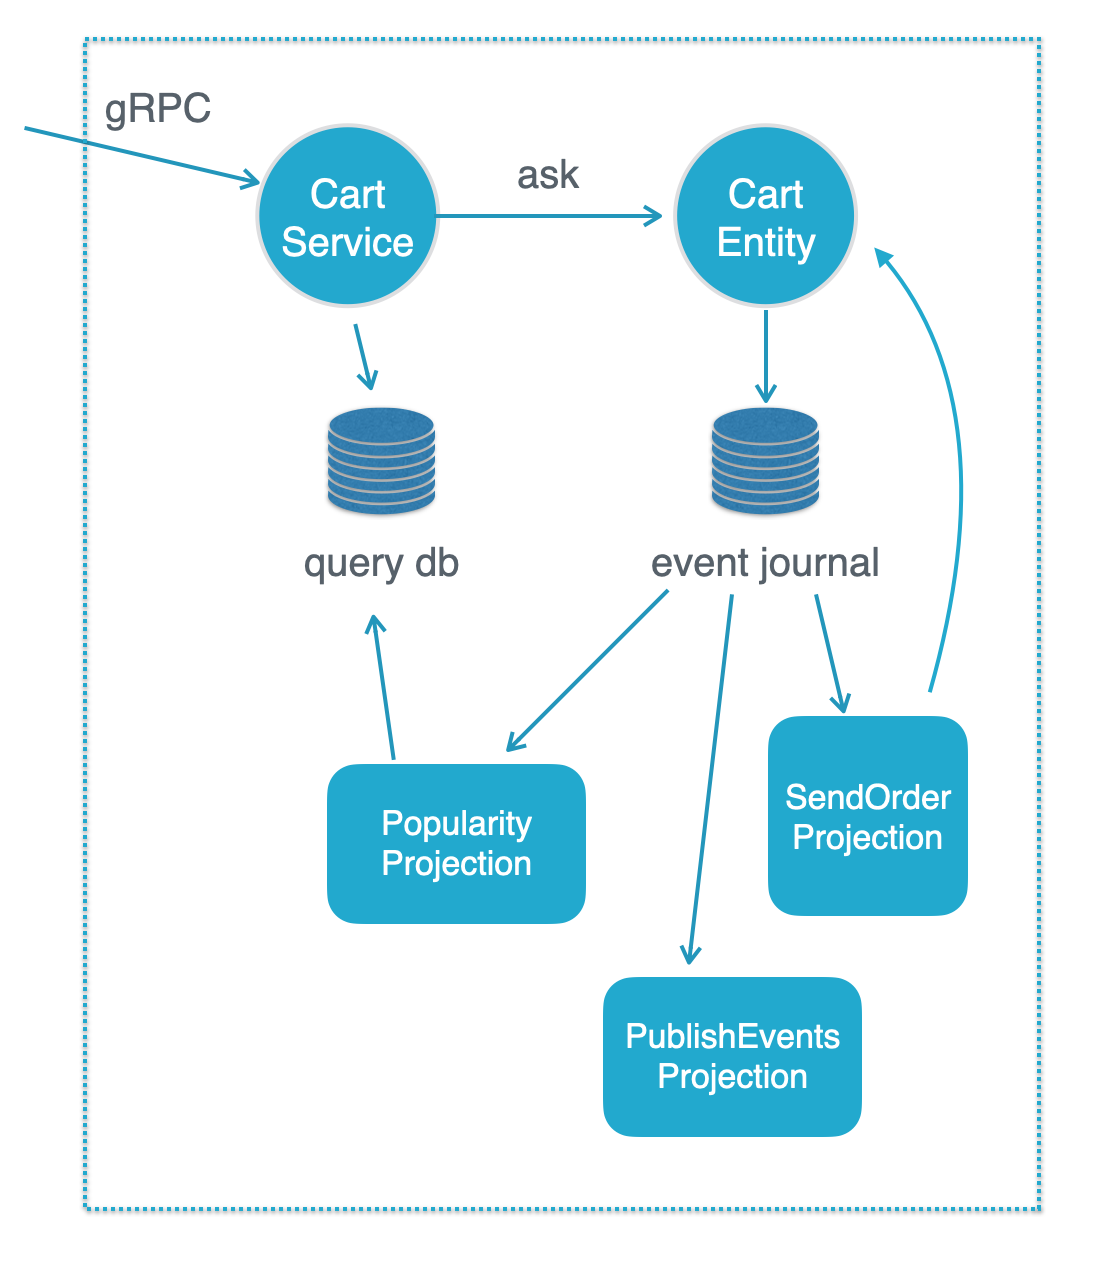 gRPC
Cart
Service
ask
Cart
Entity
query db
event journal
Popularity
Projection
SendOrder
Projection
PublishEvents
Projection